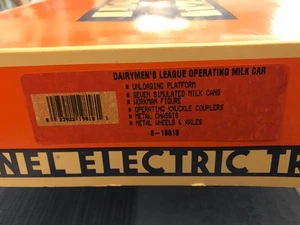 DAIRYMEN'S LEAGUE OPERATING MILK CAR
■ UNLOADING PLATFORM
■ SEVEN SIMULATED MILK CANS
■ WORKMAN FIGURE
■ OPERATING KNUCKLE COUPLERS
■ METAL CHASSIS
■ METAL WHEELS & AXLES
6-19818
NEL ELECTRIC TR